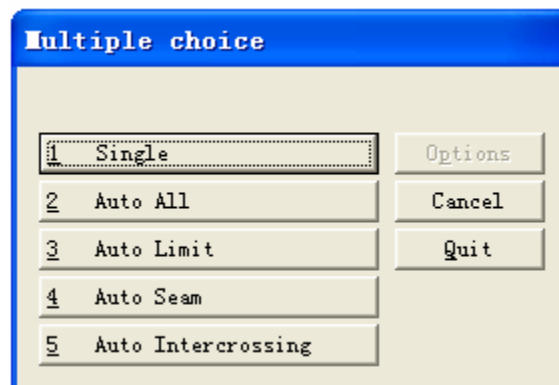 Multiple choice
1 Single
Options
2 Auto All
Cancel
3 Auto Limit
Quit
4 Auto Seam
5 Auto Intercrossing